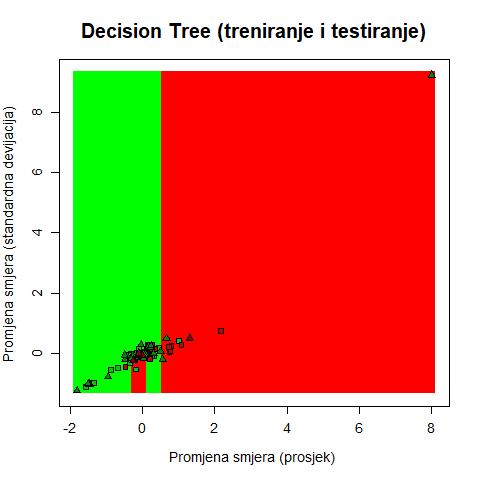 Decision Tree (treniranje i testiranje)
Promjena smjera (standardna devijacija)
8
6
4
2
0
-2 0 2 4 6 8
Promjena smjera (prosjek)